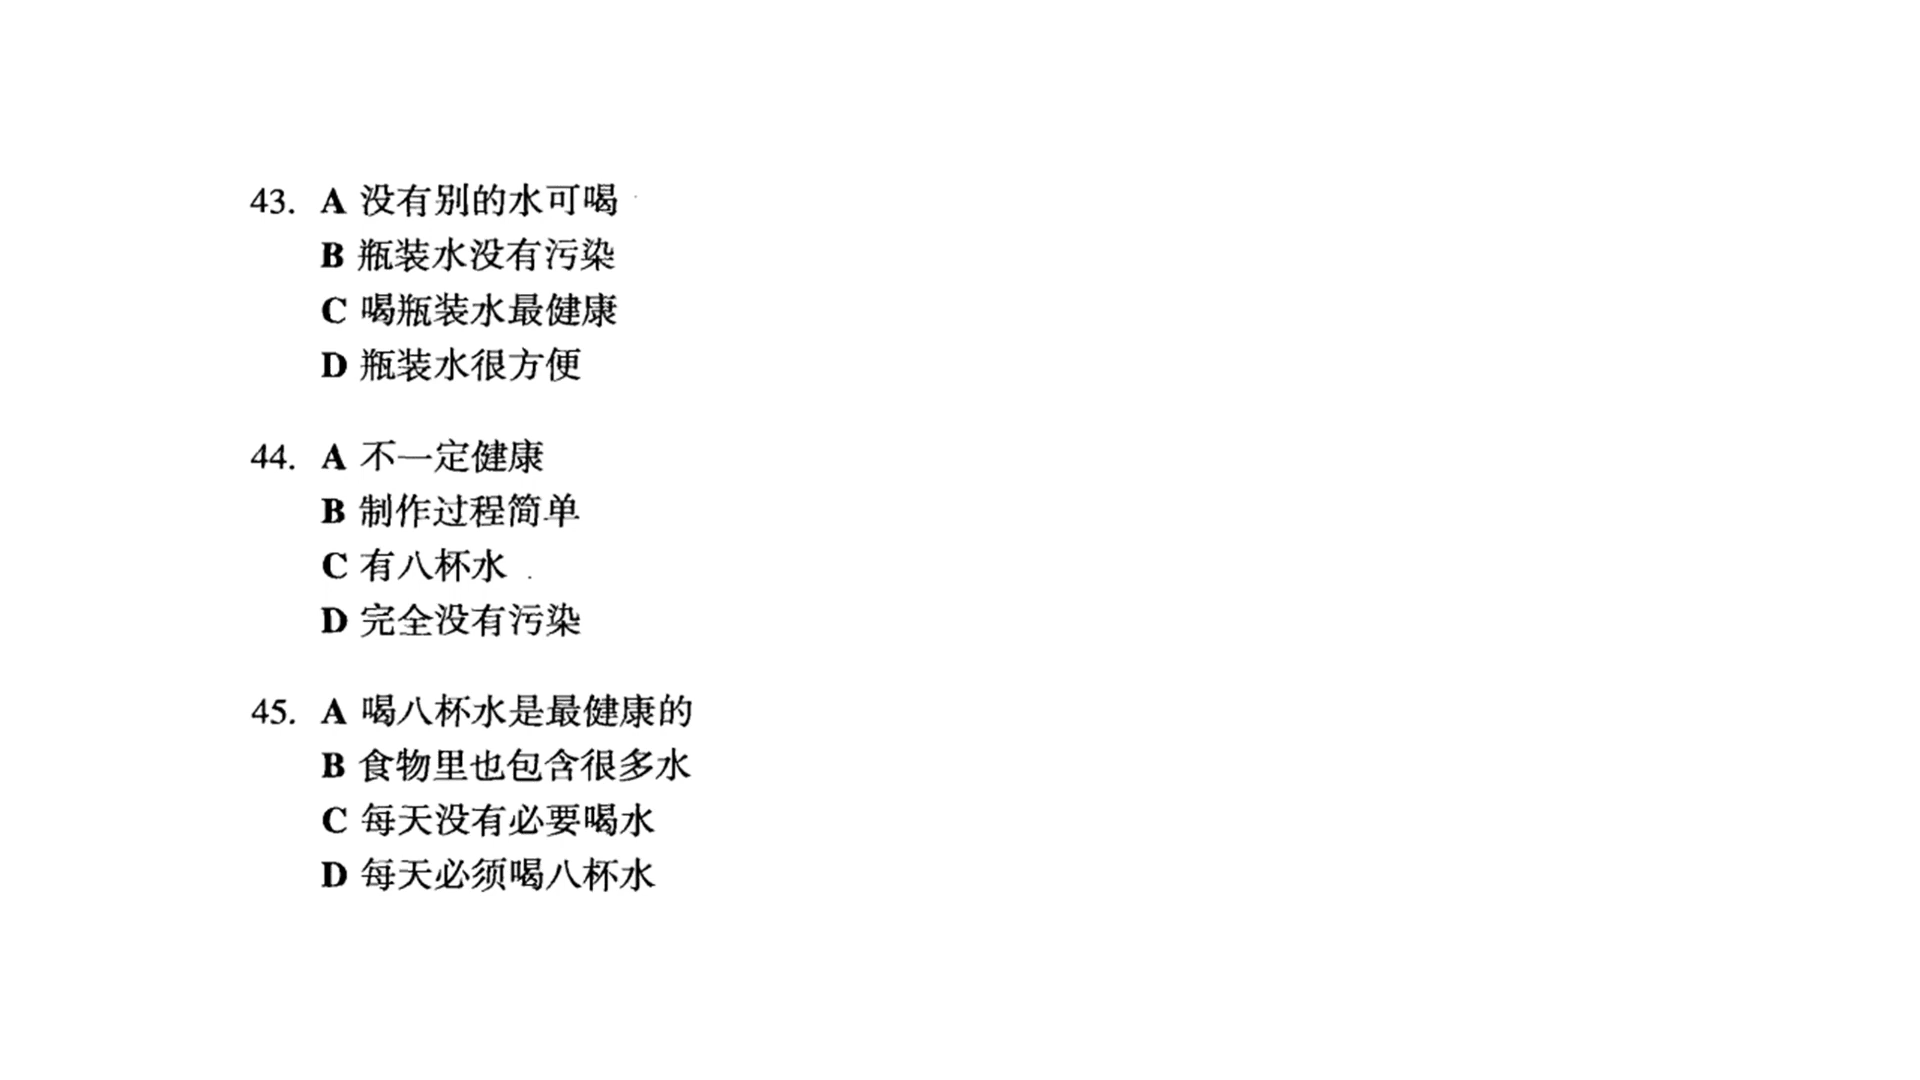 43. A 没有别的水可喝
B 瓶装水没有污染
C 喝瓶装水最健康
D 瓶装水很方便
44. A 不一定健康
B 制作过程简单
C 有八杯水
D 完全没有污染
45. A 喝八杯水是最健康的
B 食物里也包含很多水
C 每天没有必要喝水
D 每天必须喝八杯水